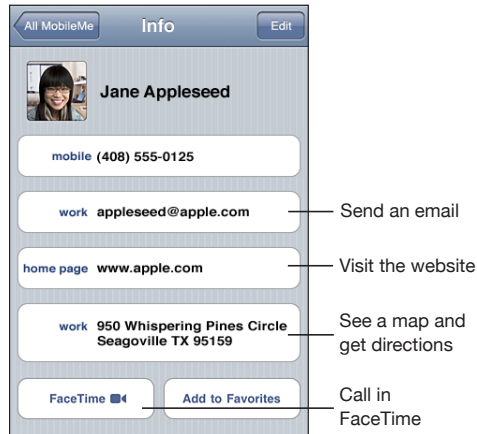 All MobileMe Info Edit
Jane Appleseed
mobile (408) 555-0125
work appleseed@apple.com
Send an email
home page www.apple.com
Visit the website
work 950 Whispering Pines Circle
Seagoville TX 95159
See a map and
get directions
FaceTime Add to Favorites
Call in
FaceTime